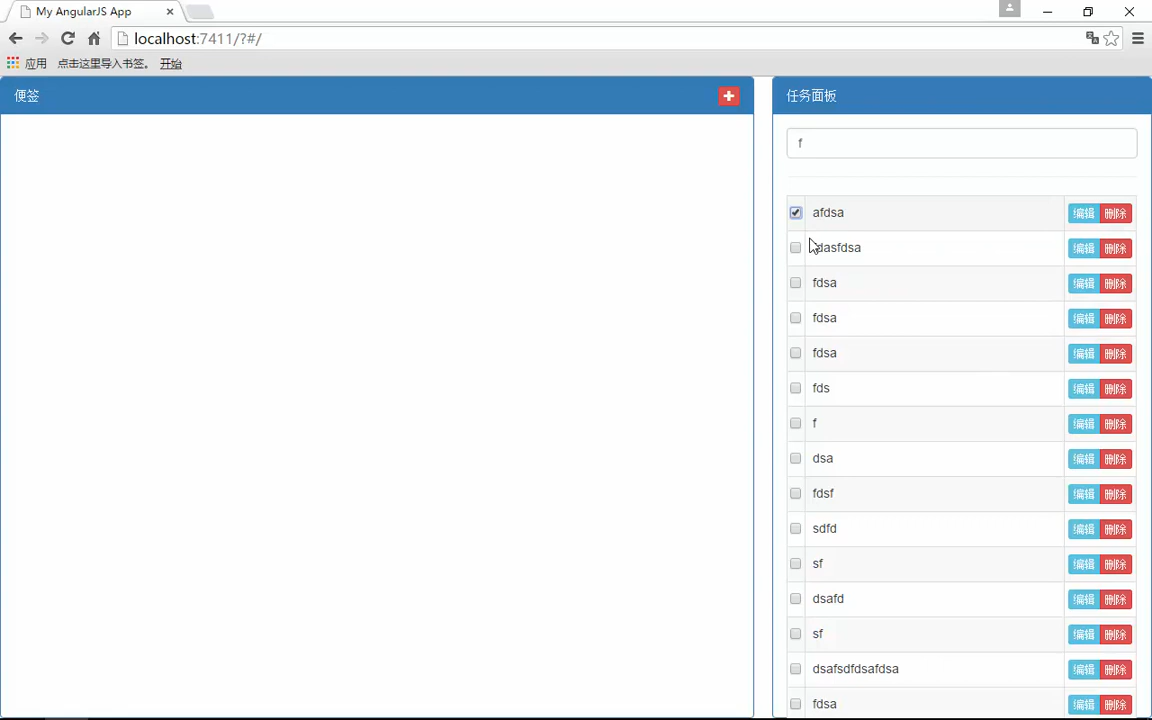 My AngularJS App
localhost:7411/?#/
应用 点击这里导入书签。 开始
便签
任务面板
f
afdsa 编辑 删除
dasfdsa 编辑 删除
fdsa 编辑 删除
fdsa 编辑 删除
fdsa 编辑 删除
fds 编辑 删除
f 编辑 删除
dsa 编辑 删除
fdsf 编辑 删除
sdfd 编辑 删除
sf 编辑 删除
dsafd 编辑 删除
sf 编辑 删除
dsafsdfdsafdsa 编辑 删除
fdsa 编辑 删除